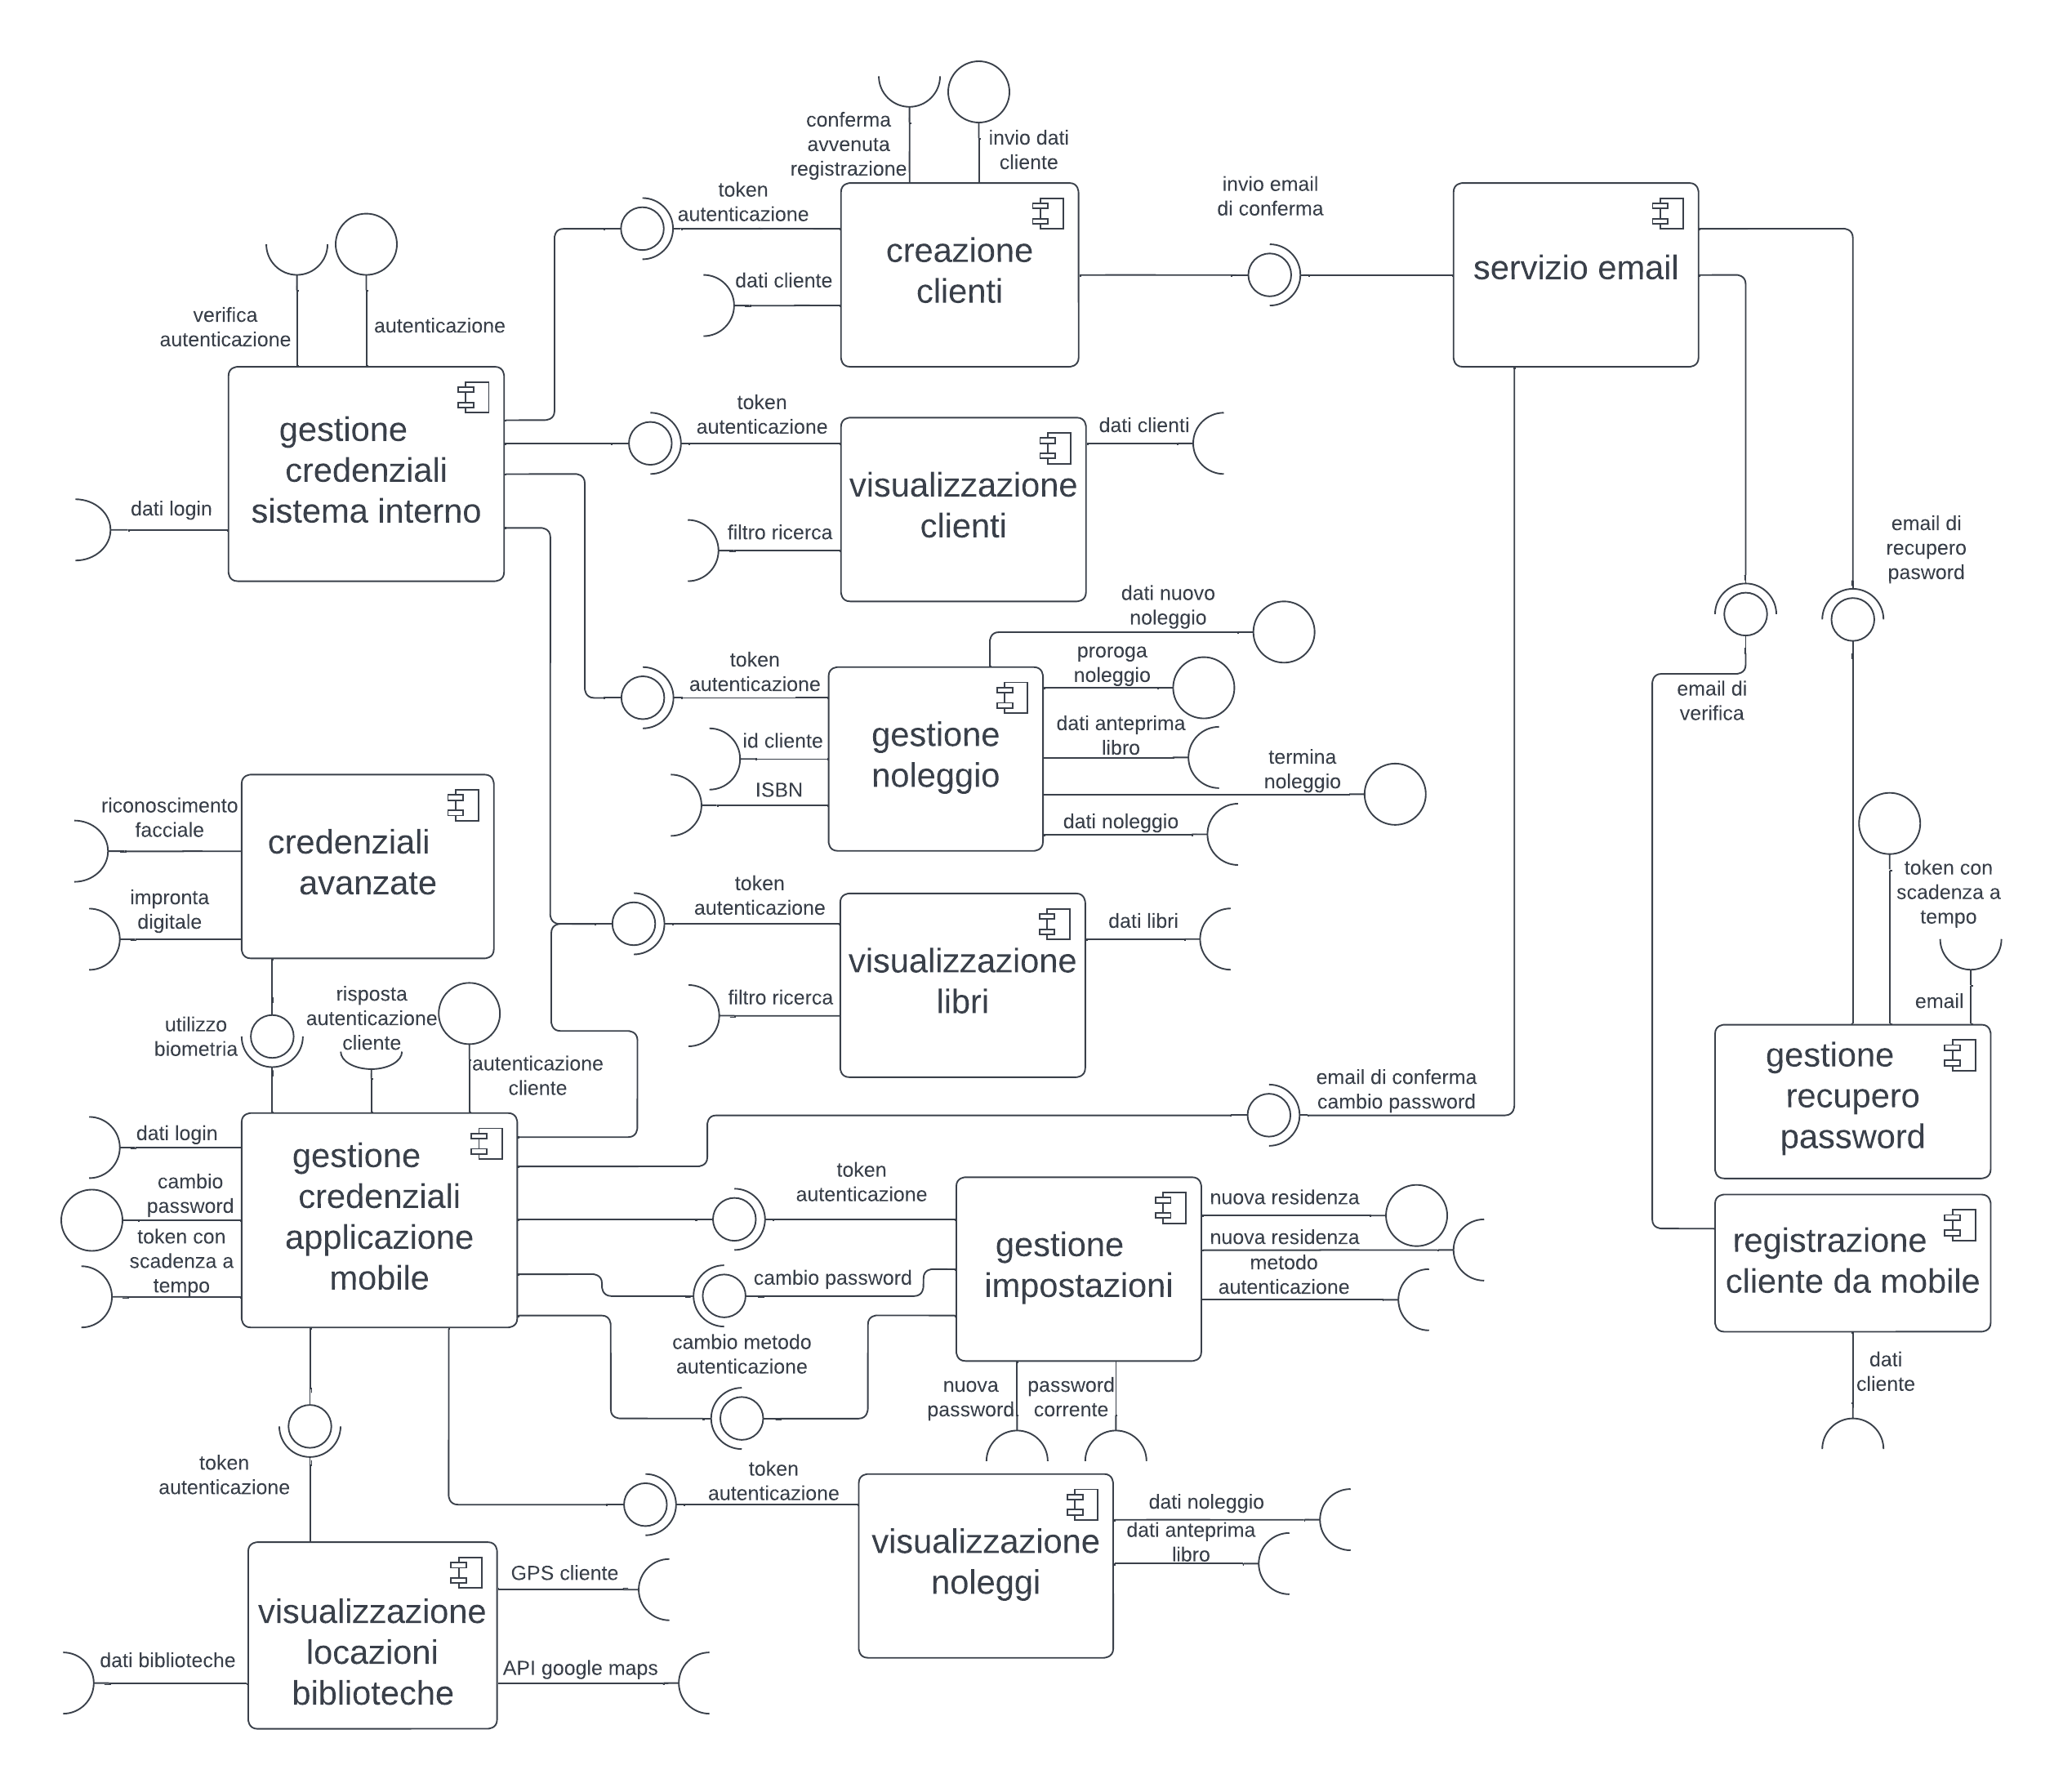 conferma
avvenuta
registrazione
invio dati
cliente
token
autenticazione
invio email
di conferma
creazione
clienti
servizio email
dati cliente
verifica
autenticazione
autenticazione
gestione
credenziali
sistema interno
dati login
token
autenticazione
dati clienti
visualizzazione
clienti
filtro ricerca
email di
recupero
pasword
dati nuovo
noleggio
proroga
noleggio
token
autenticazione
gestione
noleggio
dati anteprima
libro
id cliente
ISBN
termina
noleggio
dati noleggio
email di
verifica
riconoscimento
facciale
credenziali
avanzate
impronta
digitale
token
autenticazione
dati libri
visualizzazione
libri
filtro ricerca
token con
scadenza a
tempo
email
utilizzo
biometria
risposta
autenticazione
cliente
autenticazione
cliente
email di conferma
cambio password
gestione
recupero
password
dati login
cambio
password
token con
scadenza a
tempo
gestione
credenziali
applicazione
mobile
token
autenticazione
cambio password
cambio metodo
autenticazione
gestione
impostazioni
nuova residenza
nuova residenza
metodo
autenticazione
registrazione
cliente da mobile
nuova
password
password
corrente
dati
cliente
token
autenticazione
token
autenticazione
visualizzazione
noleggi
dati noleggio
dati anteprima
libro
GPS cliente
visualizzazione
locazioni
biblioteche
dati biblioteche
API google maps